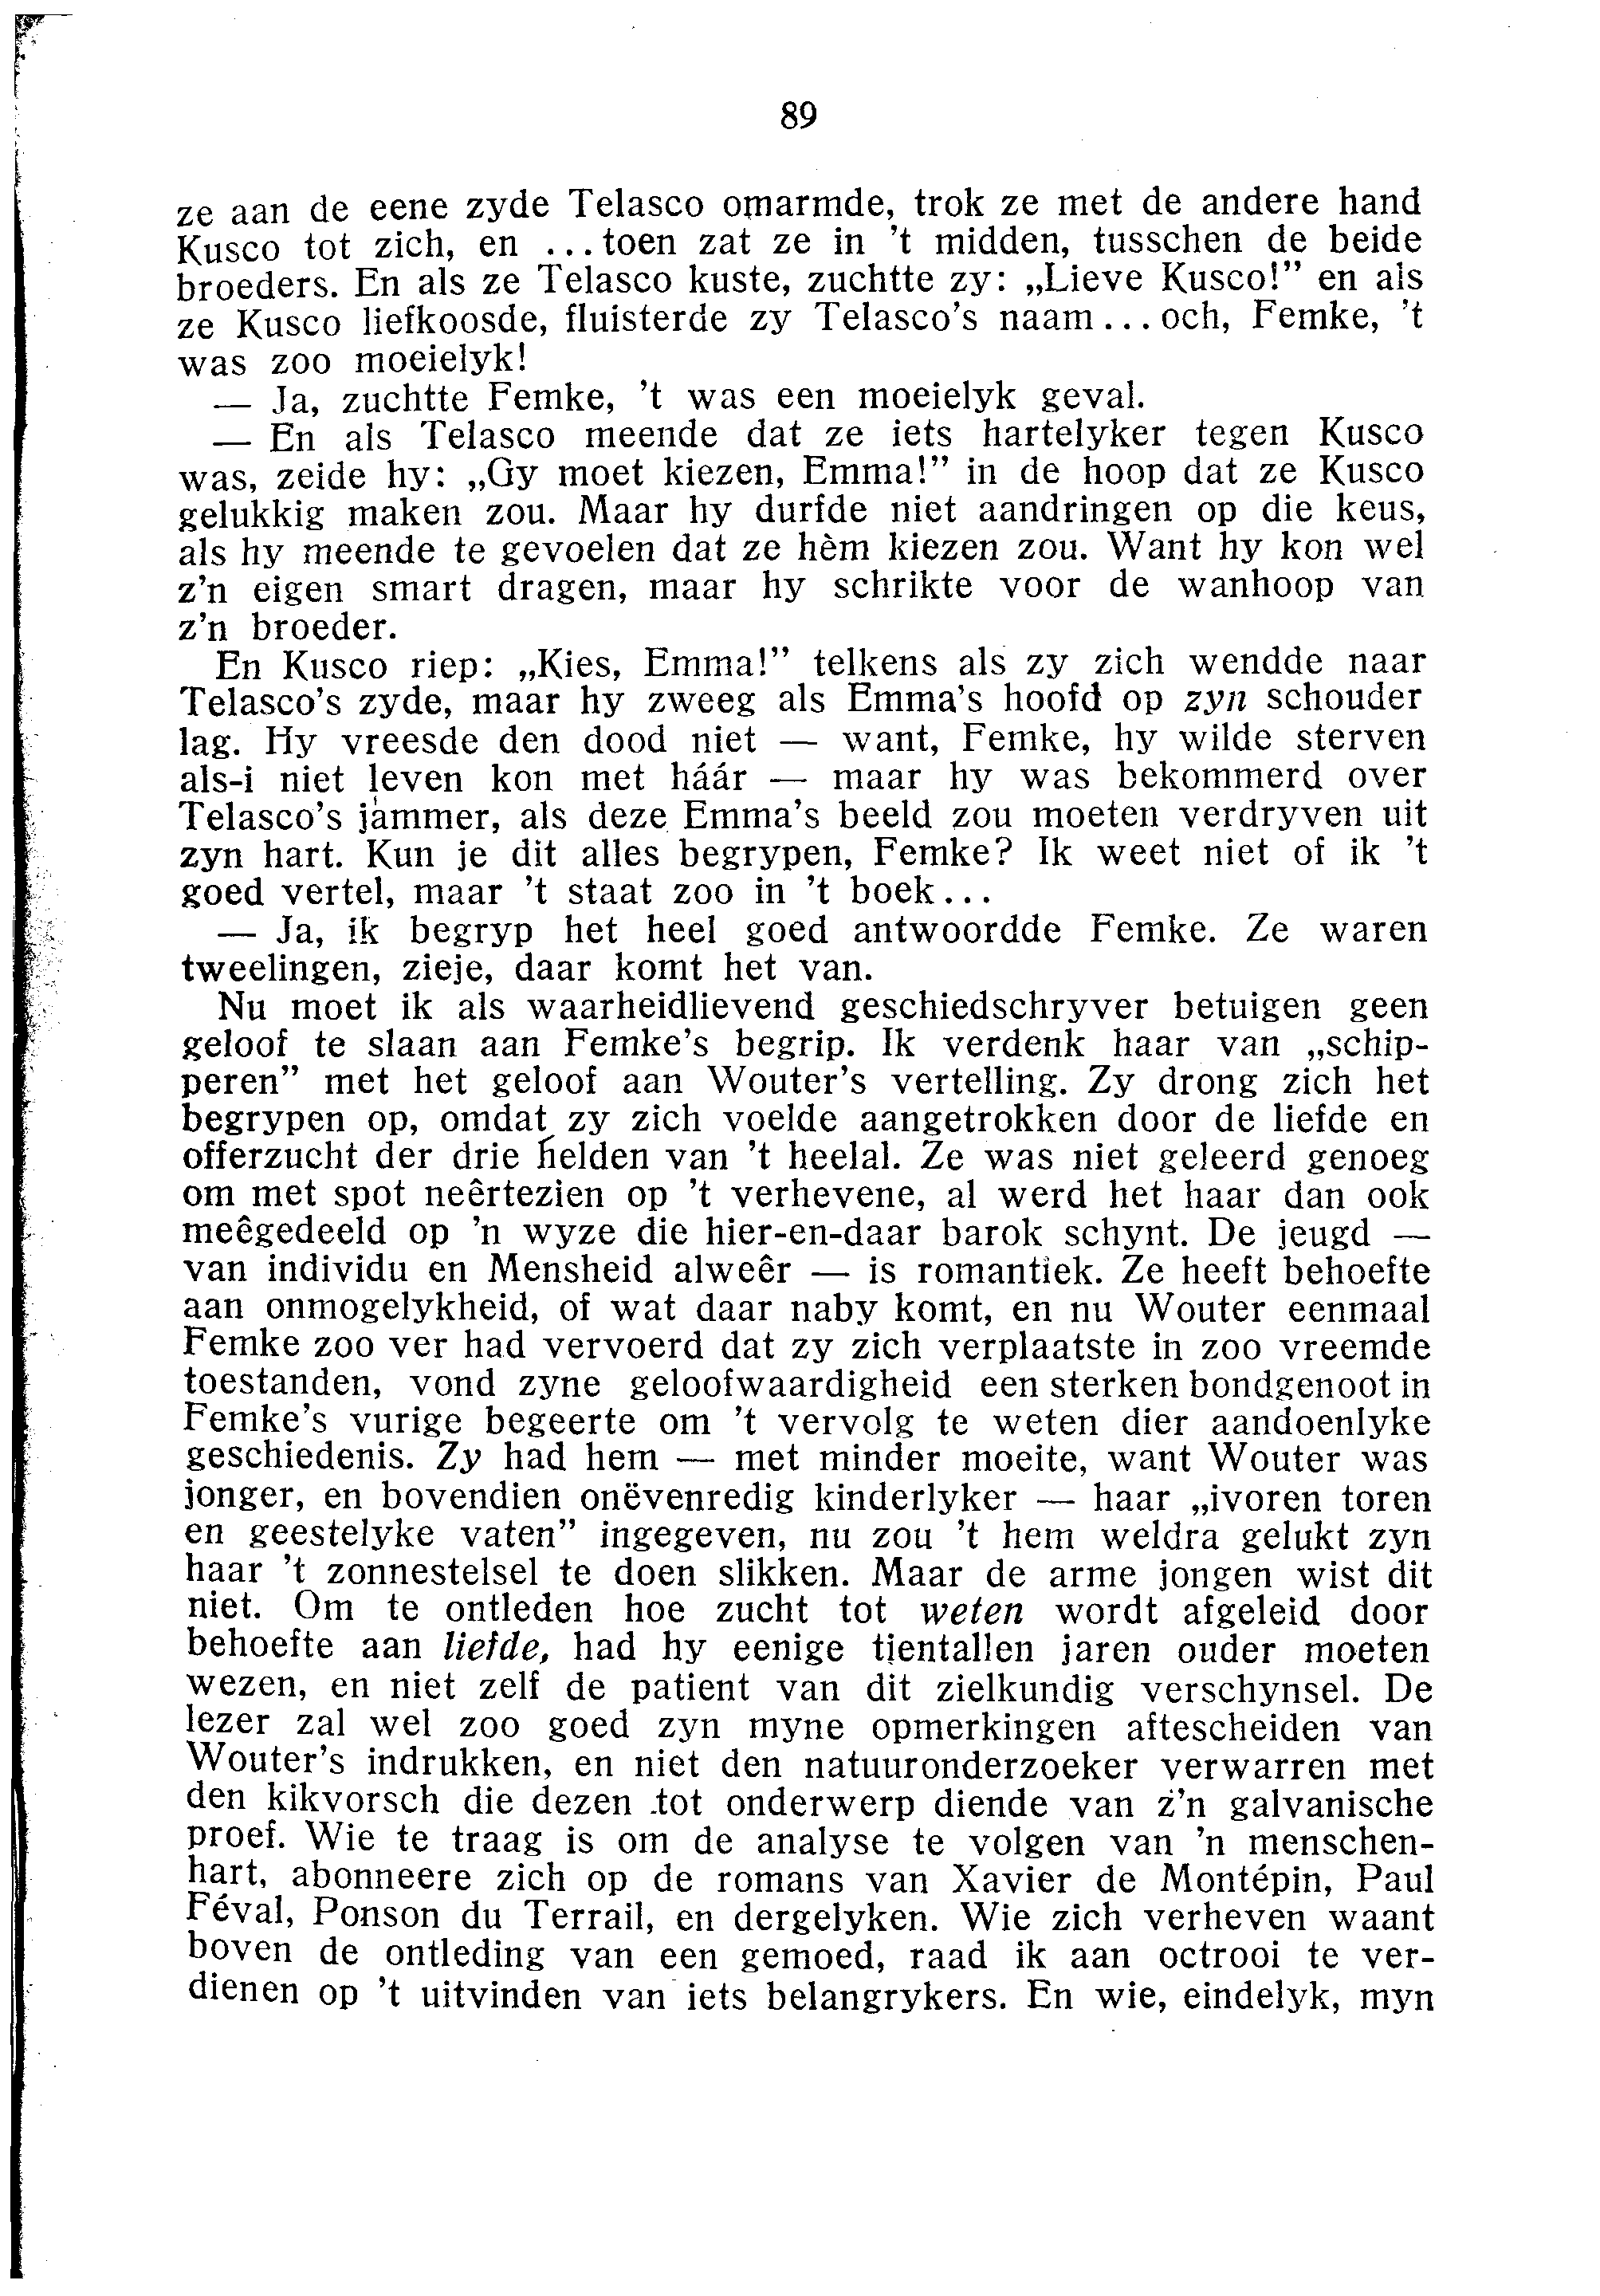 89
ze aan de eene zyde Telasco omarmde, trok ze met de andere hand
Kusco tot zich, en ... toen zat ze in 't midden, tusschen de beide
broeders. En als ze Telasco kuste, zuchtte zy: „Lieve Kusco!” en als
ze Kusco liefkoosde, fluisterde zy Telasco's naam ... och, Femke, 't
was zoo moeielyk!
— Ja, zuchtte Femke, 't was een moeielyk geval.
— En als Telasco meende dat ze iets hartelyker tegen Kusco
was, zeide hy: „Gy moet kiezen, Emma!” in de hoop dat ze Kusco
gelukkig maken zou. Maar hy durfde niet aandringen op die keus,
als hy meende te gevoelen dat ze hèm kiezen zou. Want hy kon wel
z'n eigen smart dragen, maar hy schrikte voor de wanhoop van
z'n broeder.
En Kusco riep: „Kies, Emma!” telkens als zy zich wendde naar
Telasco's zyde, maar hy zweeg als Emma's hoofd op zyn schouder
lag. Hy vreesde den dood niet — want, Femke, hy wilde sterven
als-i niet leven kon met háár — maar hy was bekommerd over
Telasco's jammer, als deze Emma's beeld zou moeten verdryven uit
zyn hart. Kun je dit alles begrypen, Femke? Ik weet niet of ik 't
goed vertel, maar 't staat zoo in 't boek ...
— Ja, ik begryp het heel goed antwoordde Femke. Ze waren
tweelingen, zieje, daar komt het van.
Nu moet ik als waarheidlievend geschiedschryver betuigen geen
geloof te slaan aan Femke's begrip. Ik verdenk haar van „schip-
peren” met het geloof aan Wouter's vertelling. Zy drong zich het
begrypen op, omdat zy zich voelde aangetrokken door de liefde en
offerzucht der drie helden van 't heelal. Ze was niet geleerd genoeg
om met spot neêrtezien op 't verhevene, al werd het haar dan ook
meêgedeeld op 'n wyze die hier-en-daar barok schynt. De jeugd —
van individu en Mensheid alweêr — is romantiek. Ze heeft behoefte
aan onmogelykheid, of wat daar naby komt, en nu Wouter eenmaal
Femke zoo ver had vervoerd dat zy zich verplaatste in zoo vreemde
toestanden, vond zyne geloofwaardigheid een sterken bondgenoot in
Femke's vurige begeerte om 't vervolg te weten dier aandoenlyke
geschiedenis. Zy had hem — met minder moeite, want Wouter was
jonger, en bovendien onëvenredig kinderlyker — haar „ivoren toren
en geestelyke vaten” ingegeven, nu zou 't hem weldra gelukt zyn
haar 't zonnestelsel te doen slikken. Maar de arme jongen wist dit
niet. Om te ontleden hoe zucht tot weten wordt afgeleid door
behoefte aan liefde, had hy eenige tientallen jaren ouder moeten
wezen, en niet zelf de patient van dit zielkundig verschynsel. De
lezer zal wel zoo goed zyn myne opmerkingen aftescheiden van
Wouter's indrukken, en niet den natuuronderzoeker verwarren met
den kikvorsch die dezen tot onderwerp diende van z'n galvanische
proef. Wie te traag is om de analyse te volgen van 'n menschen-
hart, abonneere zich op de romans van Xavier de Montépin, Paul
Féval, Ponson du Terrail, en dergelyken. Wie zich verheven waant
boven de ontleding van een gemoed, raad ik aan octrooi te ver-
dienen op 't uitvinden van iets belangrykers. En wie, eindelyk, myn